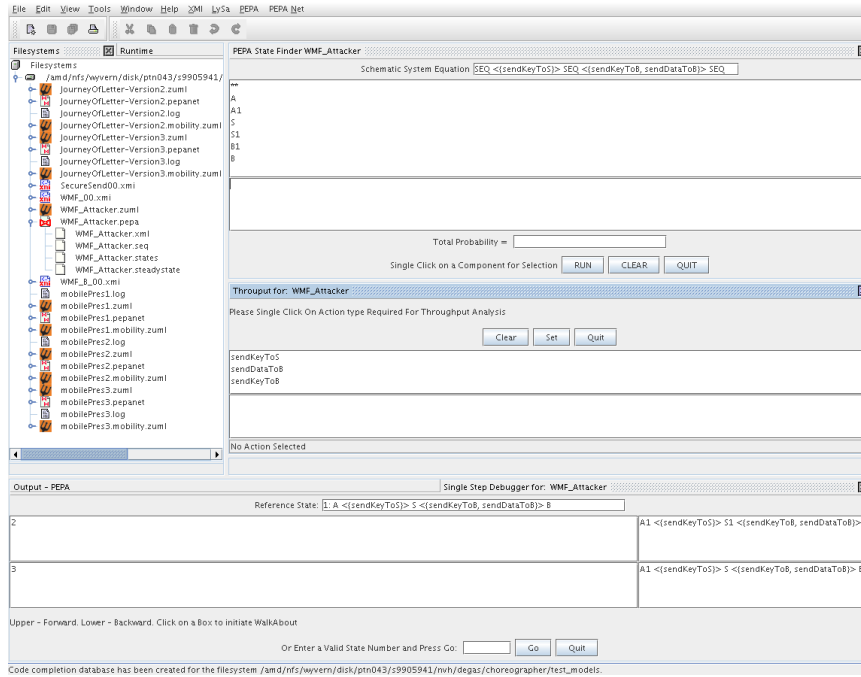 File Edit View Tools Window Help XMI LySa PEPA PEPA Net
Filesystems Runtime
Filesystems
/amd/nfs/wyvern/disk/ptn043/s9905941/
JourneyOfLetter-Version2.zuml
JourneyOfLetter-Version2.pepanet
JourneyOfLetter-Version2.log
JourneyOfLetter-Version2.mobility.zuml
JourneyOfLetter-Version3.zuml
JourneyOfLetter-Version3.pepanet
JourneyOfLetter-Version3.log
JourneyOfLetter-Version3.mobility.zuml
SecureSend00.xmi
WMF_00.xmi
WMF_Attacker.zuml
WMF_Attacker.pepa
WMF_Attacker.xml
WMF_Attacker.seq
WMF_Attacker.states
WMF_Attacker.steadystate
WMF_B_00.xmi
mobilePres1.log
mobilePres1.zuml
mobilePres1.pepanet
mobilePres1.mobility.zuml
mobilePres2.log
mobilePres2.zuml
mobilePres2.pepanet
mobilePres2.mobility.zuml
mobilePres3.zuml
mobilePres3.pepanet
mobilePres3.log
mobilePres3.mobility.zuml
PEPA State Finder WMF_Attacker
Schematic System Equation SEQ <{sendKeyToS}> SEQ <{sendKeyToB, sendDataToB}> SEQ
**
A
A1
S
S1
B1
B
Total Probability =
Single Click on a Component for Selection RUN CLEAR QUIT
Throuput for: WMF_Attacker
Please Single Click On Action type Required For Throughput Analysis
Clear Set Quit
sendKeyToS
sendDataToB
sendKeyToB
No Action Selected
Output - PEPA
Single Step Debugger for: WMF_Attacker
Reference State: 1: A <{sendKeyToS}> S <{sendKeyToB, sendDataToB}> B
2 A1 <{sendKeyToS}> S1 <{sendKeyToB, sendDataToB}>
3 A1 <{sendKeyToS}> S <{sendKeyToB, sendDataToB}>
Upper - Forward. Lower - Backward. Click on a Box to initiate WalkAbout
Or Enter a Valid State Number and Press Go: Go Quit
Code completion database has been created for the filesystem /amd/nfs/wyvern/disk/ptn043/s9905941/nvh/degas/choreographer/test_models.